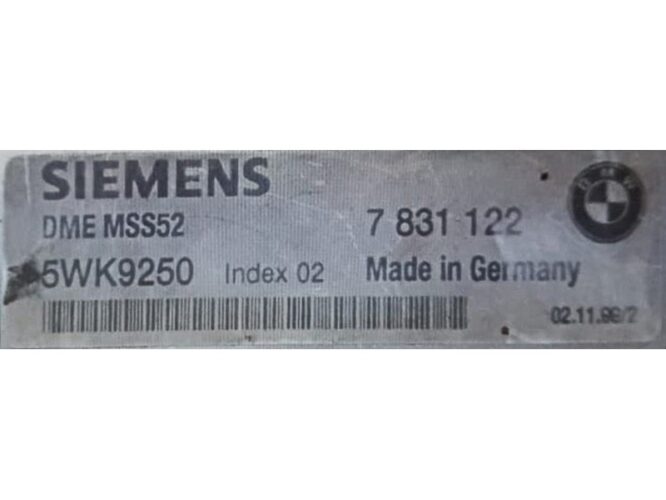 SIEMENS
DME MSS52 7 831 122
5WK9250 Index 02 Made in Germany